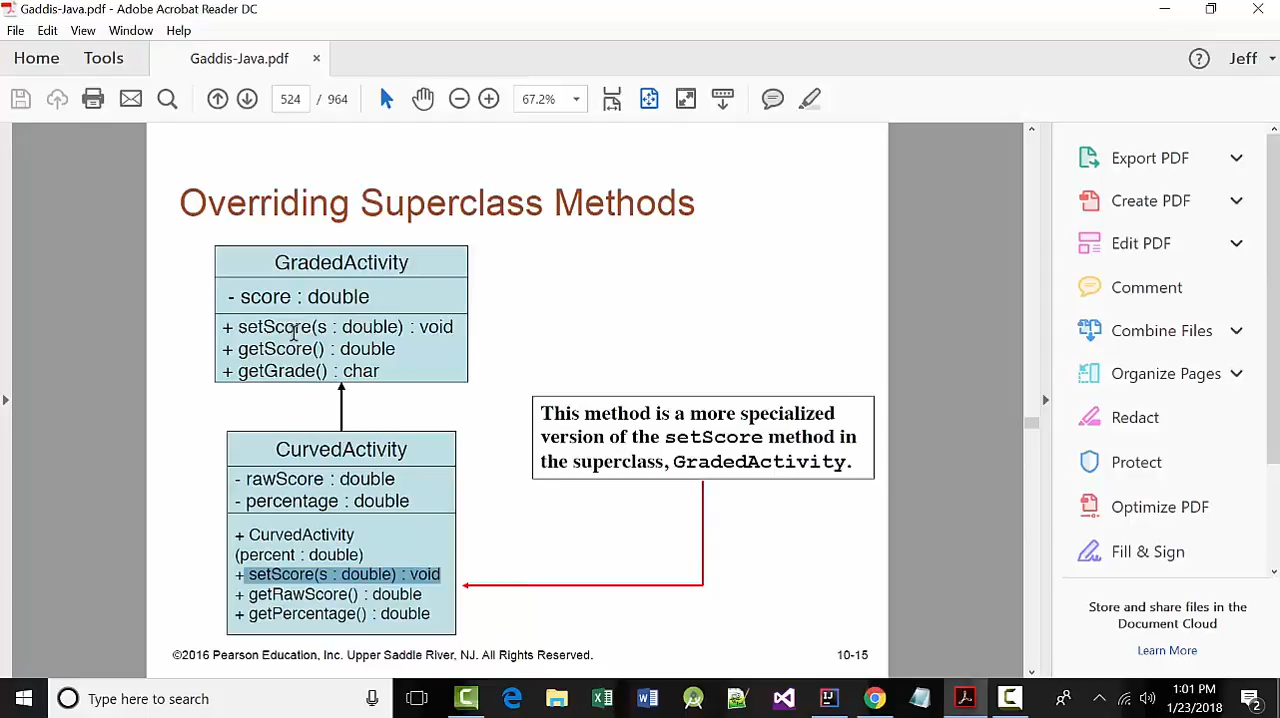 Gaddis-Java.pdf - Adobe Acrobat Reader DC
File Edit View Window Help
Home Tools Gaddis-Java.pdf × ? Jeff
524 / 964 67.2%
Overriding Superclass Methods
GradedActivity
- score : double
+ setScore(s : double) : void
+ getScore() : double
+ getGrade() : char
CurvedActivity
- rawScore : double
- percentage : double
+ CurvedActivity
(percent : double)
+ setScore(s : double) : void
+ getRawScore() : double
+ getPercentage() : double
This method is a more specialized
version of the setScore method in
the superclass, GradedActivity.
©2016 Pearson Education, Inc. Upper Saddle River, NJ. All Rights Reserved.
10-15
Export PDF
Create PDF
Edit PDF
Comment
Combine Files
Organize Pages
Redact
Protect
Optimize PDF
Fill & Sign
Store and share files in the
Document Cloud
Learn More
Type here to search
1:01 PM
1/23/2018
2